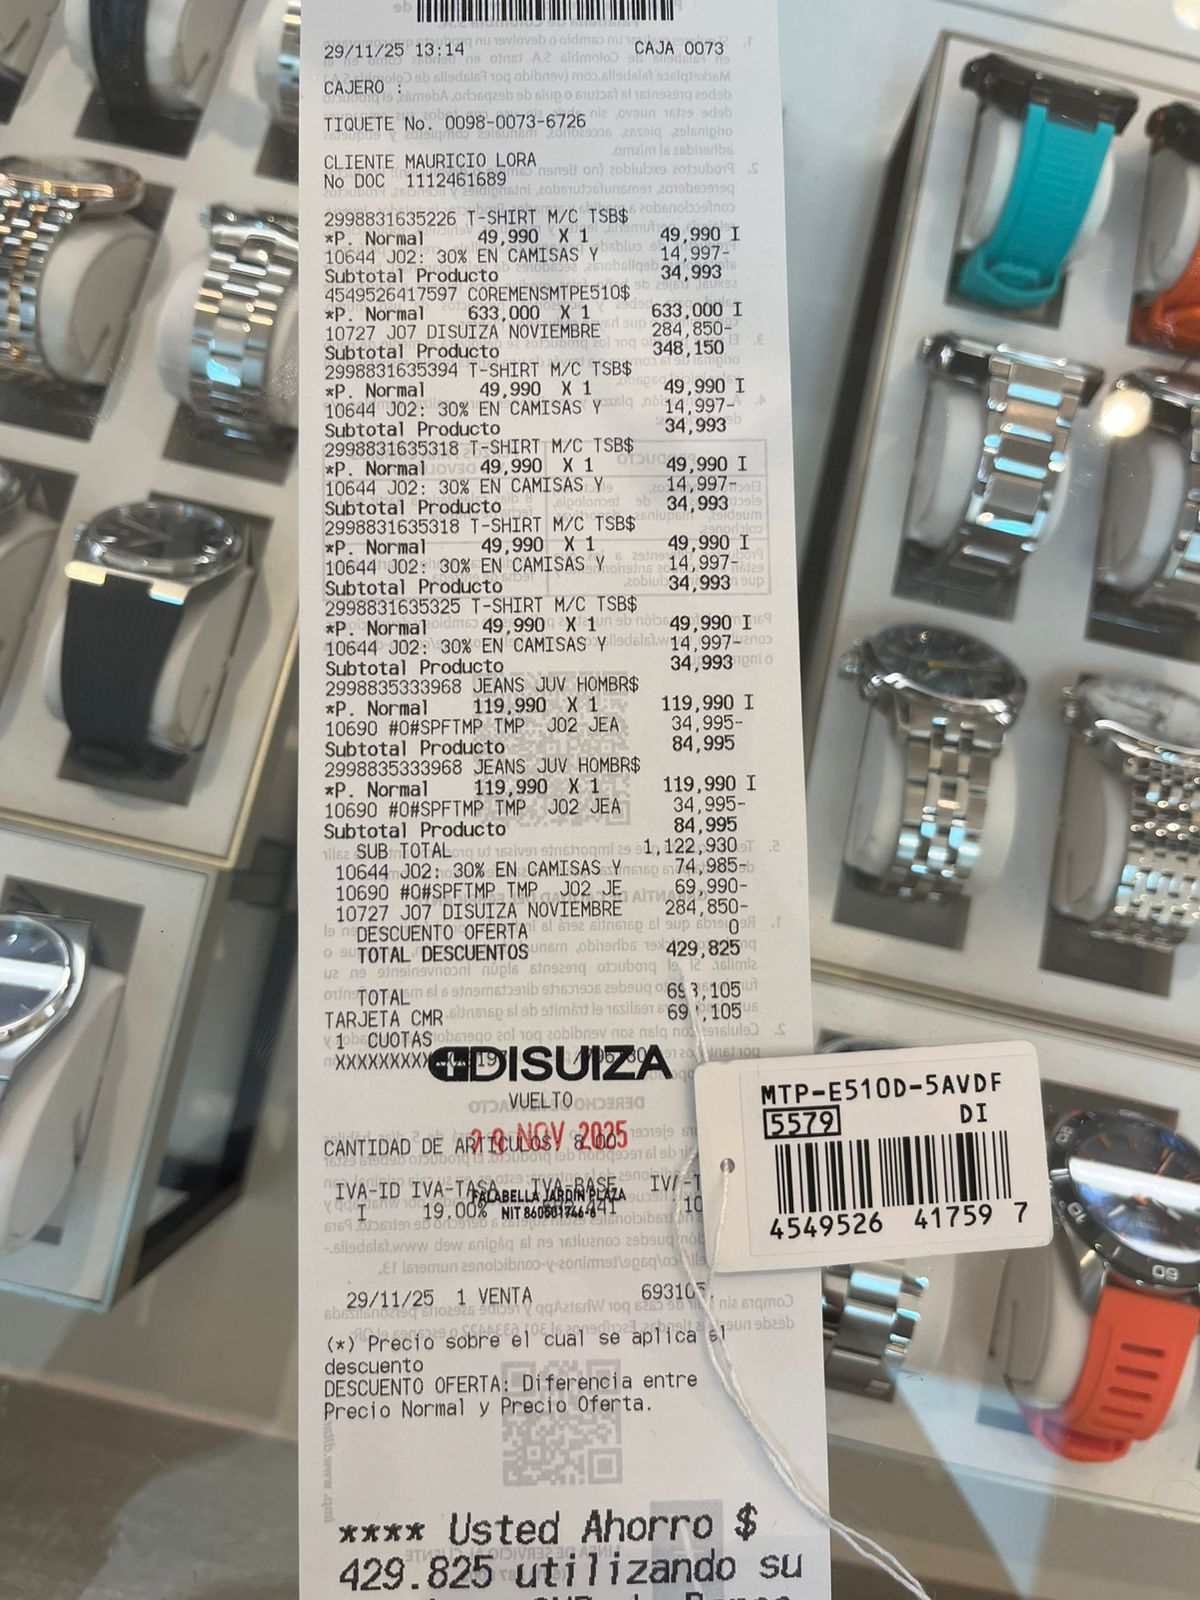 29/11/25 13:14 CAJA 0073
CAJERO :
TIQUETE No. 0098-0073-6726
CLIENTE MAURICIO LORA
No DOC 1112461689
2998831635226 T-SHIRT M/C TSB$
*P. Normal 49,990 X 1 49,990 I
10644 J02: 30% EN CAMISAS Y 14,997-
Subtotal Producto 34,993
4549526417597 COREMENSMTPE510$
*P. Normal 633,000 X 1 633,000 I
10727 J07 DISUIZA NOVIEMBRE 284,850-
Subtotal Producto 348,150
2998831635394 T-SHIRT M/C TSB$
*P. Normal 49,990 X 1 49,990 I
10644 J02: 30% EN CAMISAS Y 14,997-
Subtotal Producto 34,993
2998831635318 T-SHIRT M/C TSB$
*P. Normal 49,990 X 1 49,990 I
10644 J02: 30% EN CAMISAS Y 14,997-
Subtotal Producto 34,993
2998831635318 T-SHIRT M/C TSB$
*P. Normal 49,990 X 1 49,990 I
10644 J02: 30% EN CAMISAS Y 14,997-
Subtotal Producto 34,993
2998831635325 T-SHIRT M/C TSB$
*P. Normal 49,990 X 1 49,990 I
10644 J02: 30% EN CAMISAS Y 14,997-
Subtotal Producto 34,993
2998835333968 JEANS JUV HOMBR$
*P. Normal 119,990 X 1 119,990 I
10690 #0#SPFTMP TMP J02 JEA 34,995-
Subtotal Producto 84,995
2998835333968 JEANS JUV HOMBR$
*P. Normal 119,990 X 1 119,990 I
10690 #0#SPFTMP TMP J02 JEA 34,995-
Subtotal Producto 84,995
SUB TOTAL 1,122,930
10644 J02: 30% EN CAMISAS Y 74,985-
10690 #0#SPFTMP TMP J02 JE 69,990-
10727 J07 DISUIZA NOVIEMBRE 284,850-
DESCUENTO OFERTA 0
TOTAL DESCUENTOS 429,825
TOTAL 693,105
TARJETA CMR ,105
1 CUOTAS
DISUIZA
VUELTO
CANTIDAD DE ARTICULOS: 8.00
NOV 2025
IVA-ID IVA-TASA IVA-BASE
FALABELLA JARDIN PLAZA
I 19.00%
NIT 860501746-6
29/11/25 1 VENTA 693105.
(*) Precio sobre el cual se aplica el
descuento
DESCUENTO OFERTA: Diferencia entre
Precio Normal y Precio Oferta.
**** Usted Ahorro $
429.825 utilizando su
MTP-E510D-5AVDF
5579 DI
4549526 41759 7